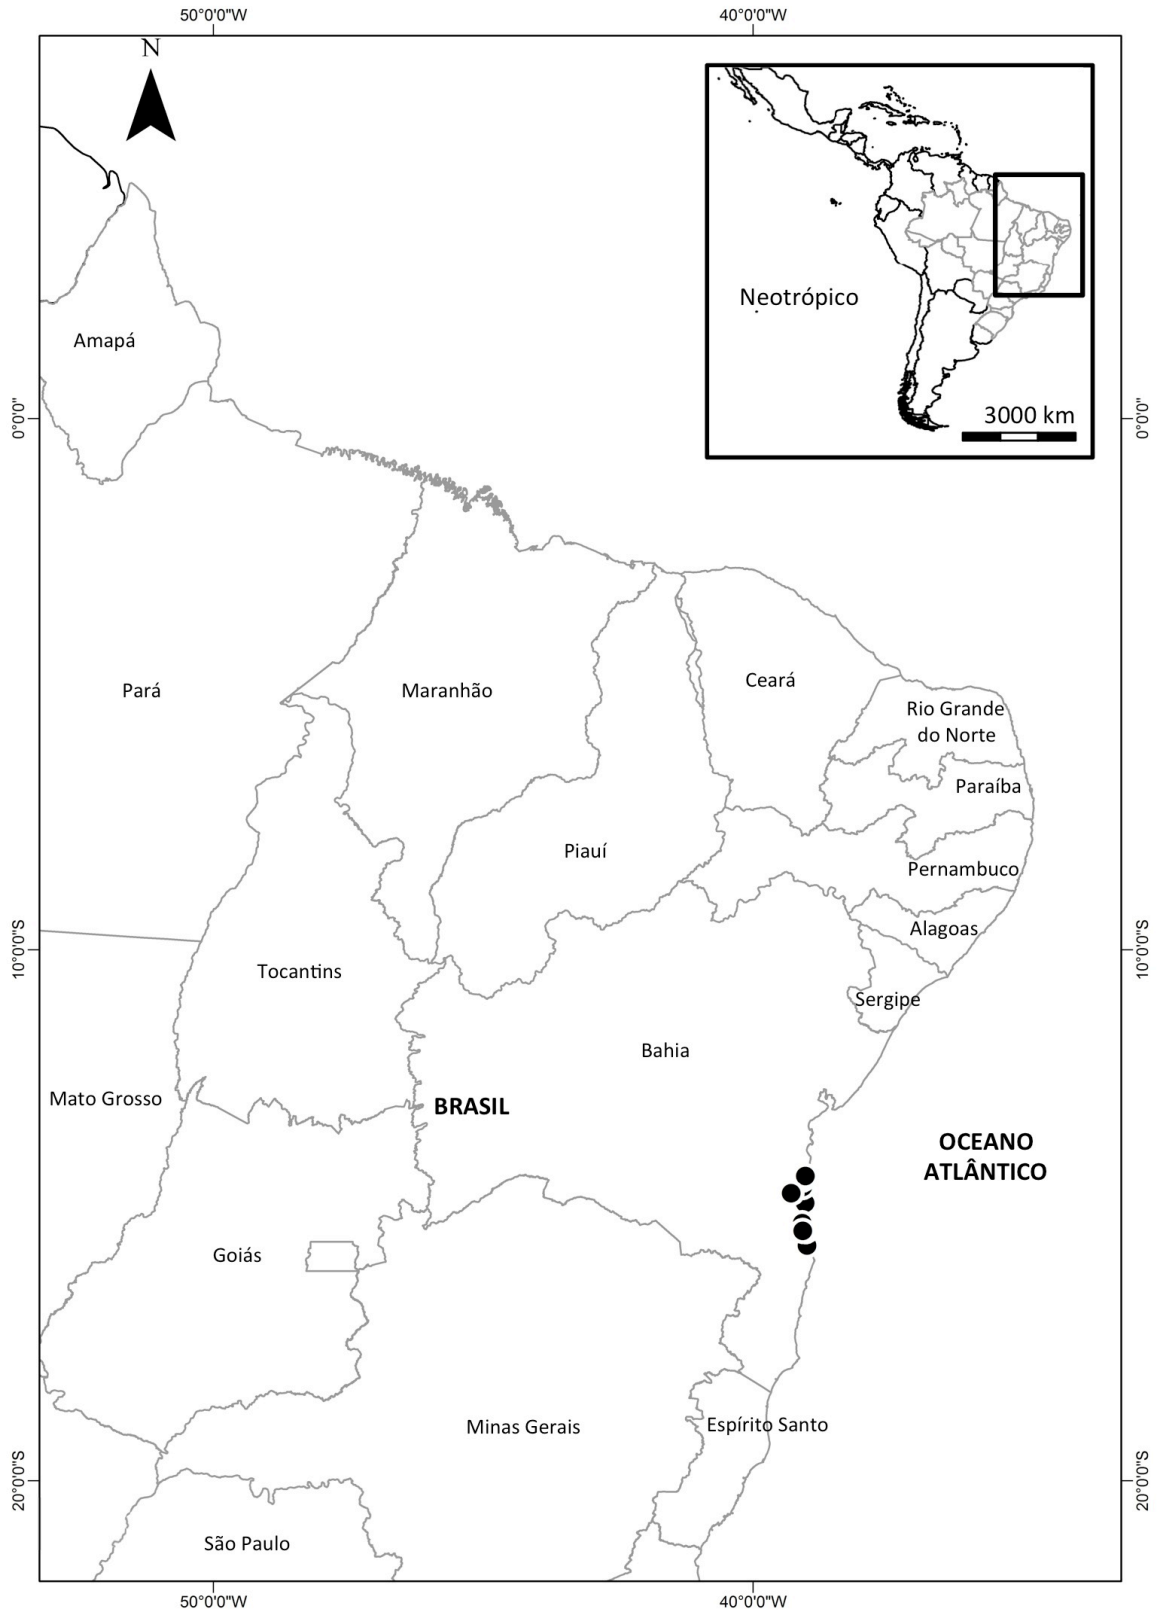 50°0'0"W
40°0'0"W
N
Neotrópico
3000 km
Amapá
0°0'0"
0°0'0"
Pará
Maranhão
Ceará
Rio Grande
do Norte
Paraíba
Piauí
Pernambuco
Alagoas
10°0'0"S
10°0'0"S
Tocantins
Sergipe
Bahia
Mato Grosso
BRASIL
OCEANO
ATLÂNTICO
Goiás
Minas Gerais
Espírito Santo
20°0'0"S
20°0'0"S
São Paulo
50°0'0"W
40°0'0"W